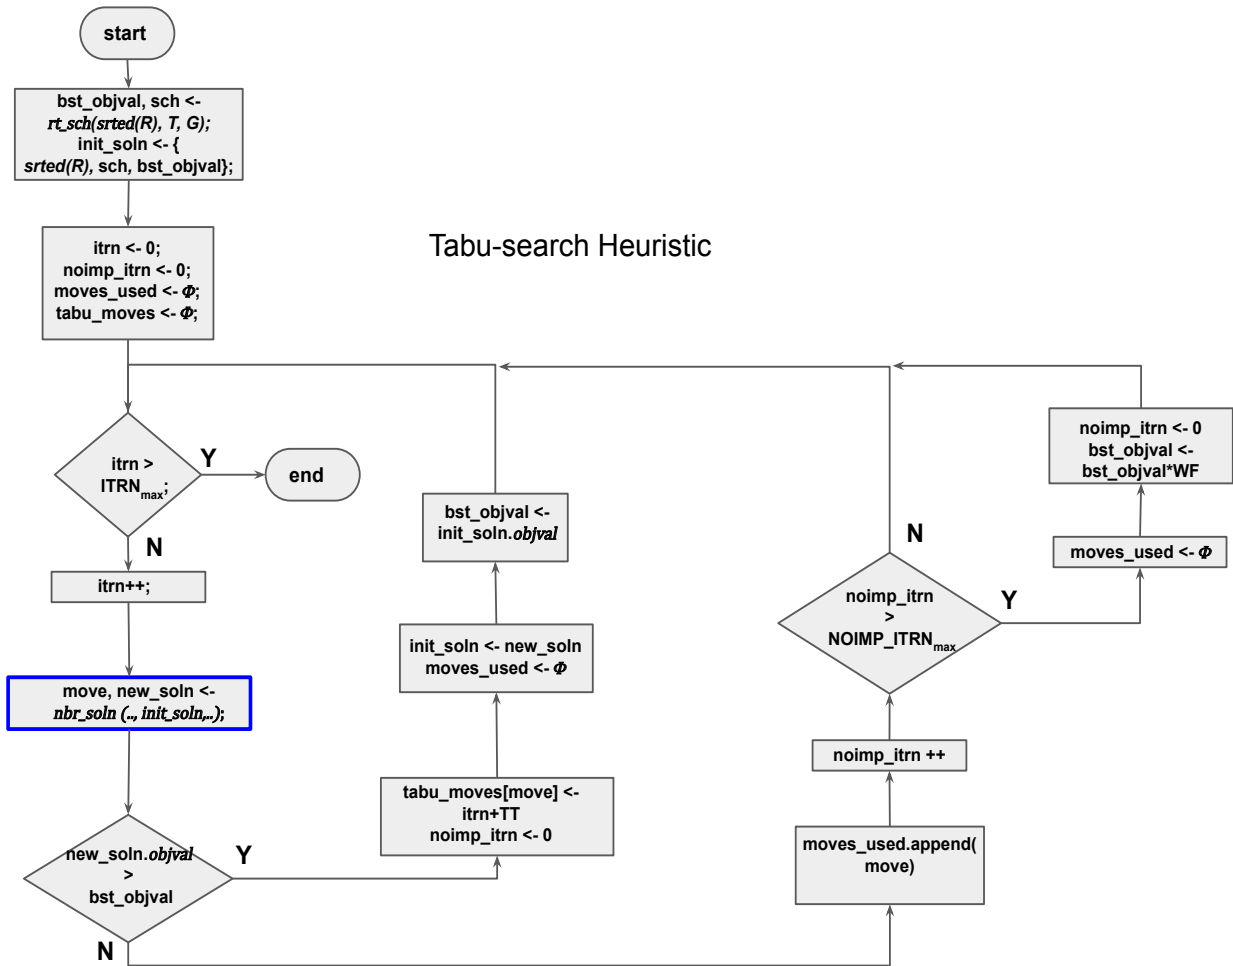 start
bst_objval, sch <-
rt_sch(srted(R), T, G);
init_soln <- {
srted(R), sch, bst_objval};
itrn <- 0;
noimp_itrn <- 0;
moves_used <- Φ;
tabu_moves <- Φ;
Tabu-search Heuristic
itrn >
ITRNmax;
Y
end
N
itrn++;
move, new_soln <-
nbr_soln (.., init_soln,..);
new_soln.objval
>
bst_objval
Y
N
tabu_moves[move] <-
itrn+TT
noimp_itrn <- 0
init_soln <- new_soln
moves_used <- Φ
bst_objval <-
init_soln.objval
moves_used.append(
move)
noimp_itrn ++
noimp_itrn
>
NOIMP_ITRNmax
N
Y
moves_used <- Φ
noimp_itrn <- 0
bst_objval <-
bst_objval*WF